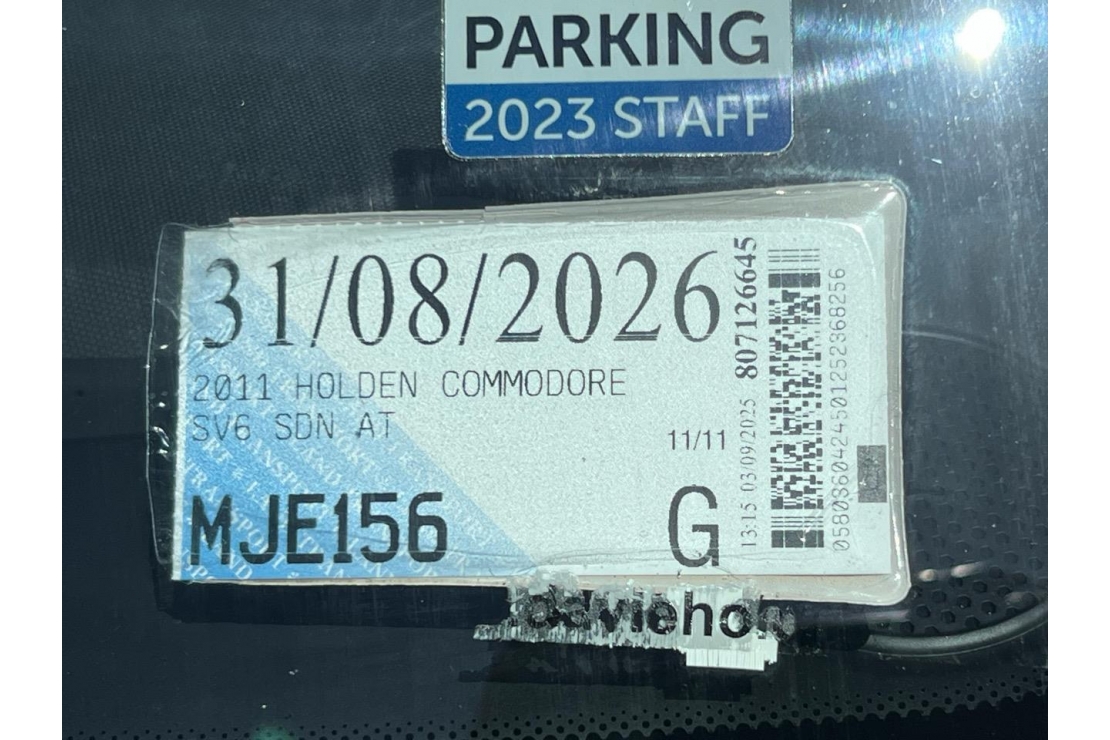 PARKING
2023 STAFF
31/08/2026
2011 HOLDEN COMMODORE
SV6 SDN AT
11/11
MJE156
G
13:15 03/09/2025 807126645
0580860424501252368256